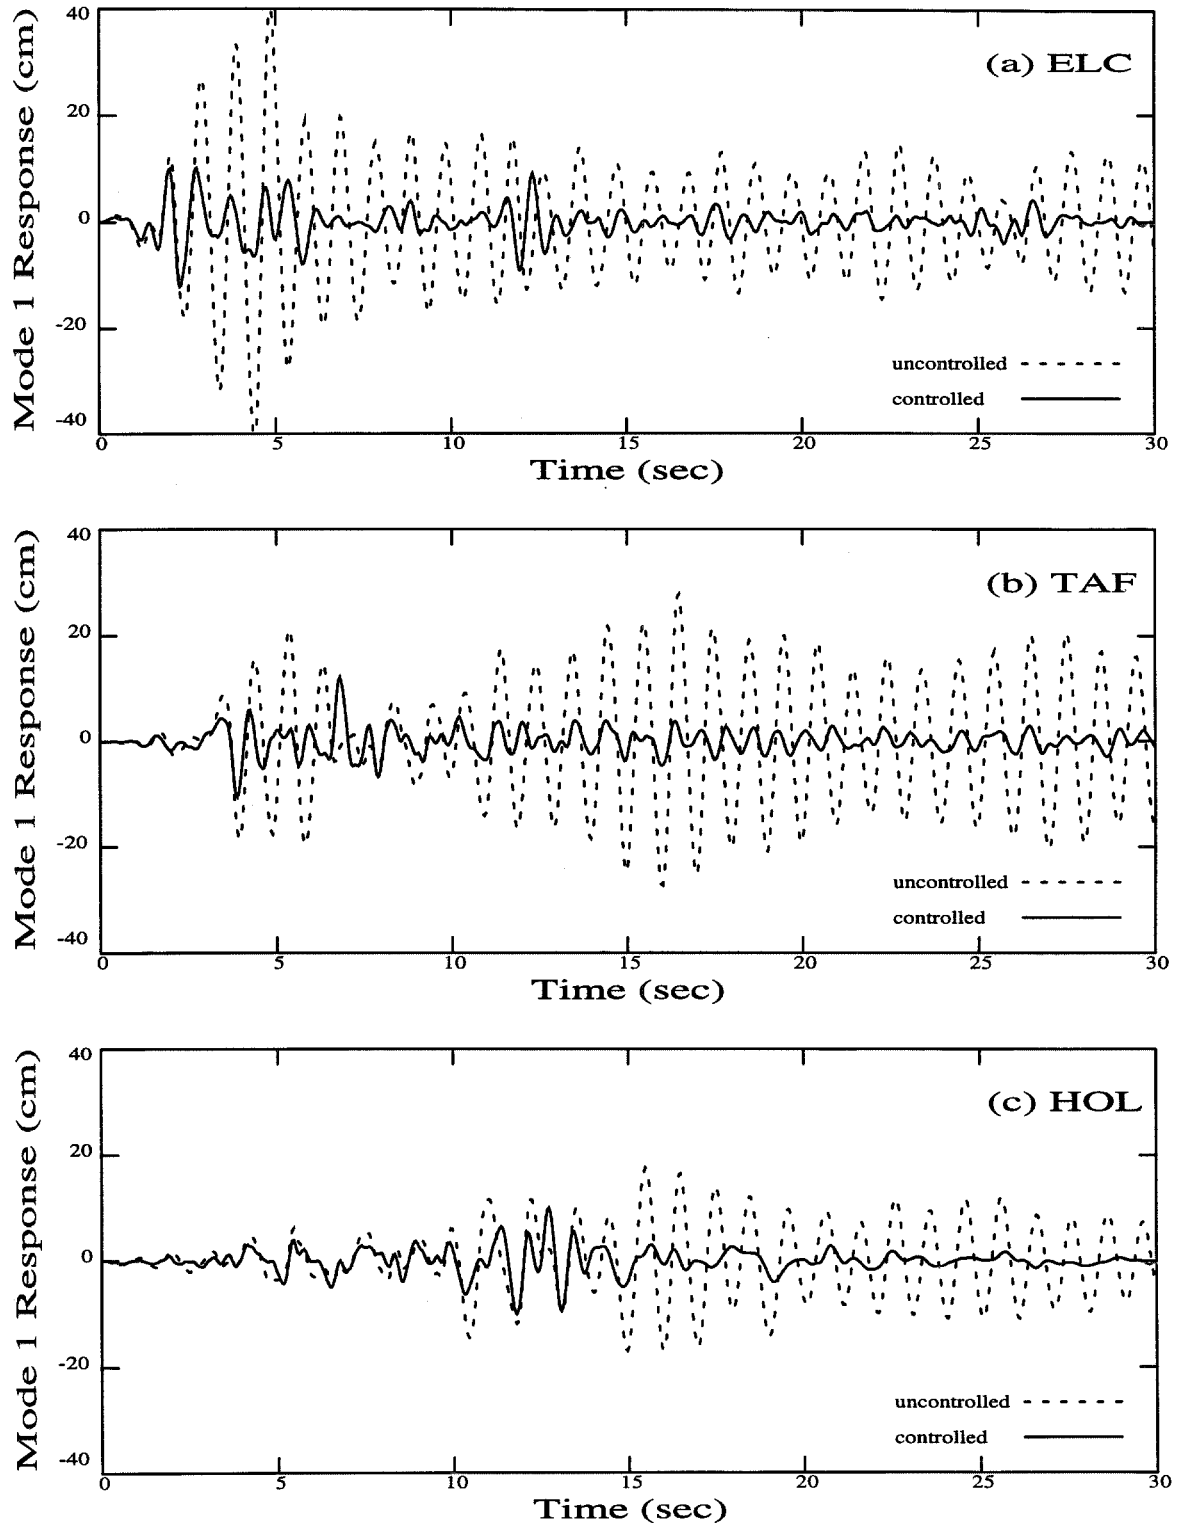 Mode 1 Response (cm)
40
20
0
-20
-40
(a) ELC
uncontrolled
controlled
0 5 10 15 20 25 30
Time (sec)
Mode 1 Response (cm)
40
20
0
-20
-40
(b) TAF
uncontrolled
controlled
0 5 10 15 20 25 30
Time (sec)
Mode 1 Response (cm)
40
20
0
-20
-40
(c) HOL
uncontrolled
controlled
0 5 10 15 20 25 30
Time (sec)